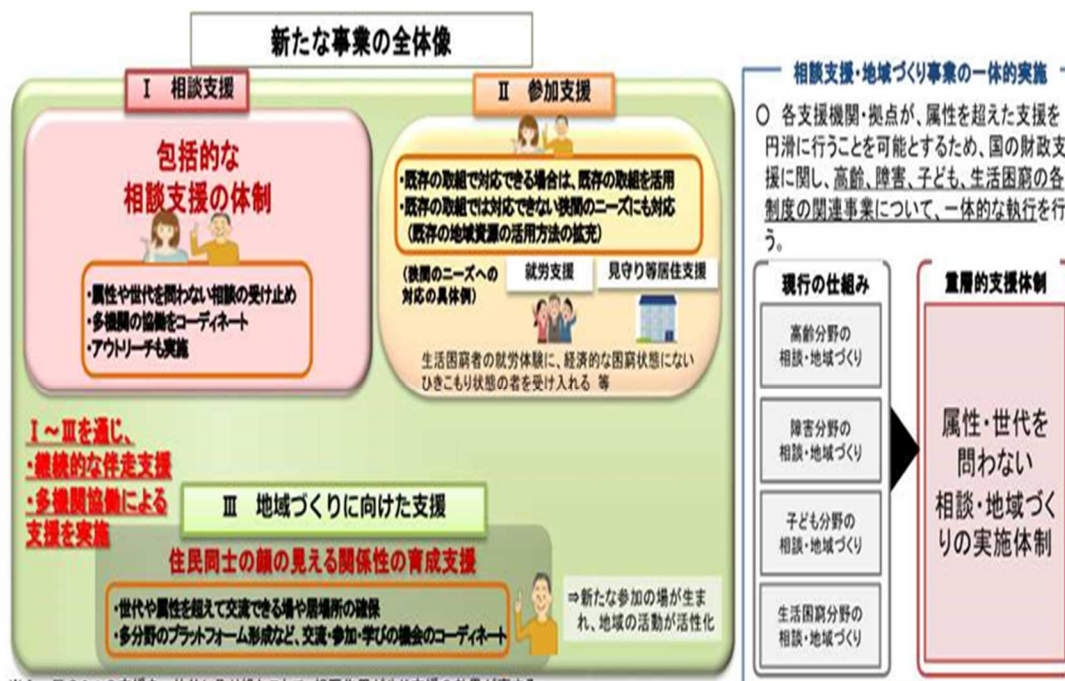 新たな事業の全体像
Ⅰ 相談支援
包括的な
相談支援の体制
・属性や世代を問わない相談の受け止め
・多機関の協働をコーディネート
・アウトリーチも実施
Ⅱ 参加支援
・既存の取組で対応できる場合は、既存の取組を活用
・既存の取組では対応できない狭間のニーズにも対応
(既存の地域資源の活用方法の拡充)
(狭間のニーズへの
対応の具体例)
就労支援
見守り等居住支援
生活困窮者の就労体験に、経済的な困窮状態にない
ひきこもり状態の者を受け入れる 等
Ⅰ~Ⅲを通じ、
・継続的な伴走支援
・多機関協働による
支援を実施
Ⅲ 地域づくりに向けた支援
住民同士の顔の見える関係性の育成支援
・世代や属性を超えて交流できる場や居場所の確保
・多分野のプラットフォーム形成など、交流・参加・学びの機会のコーディネート
⇒新たな参加の場が生ま
れ、地域の活動が活性化
相談支援・地域づくり事業の一体的実施
○ 各支援機関・拠点が、属性を超えた支援を
円滑に行うことを可能とするため、国の財政支
援に関し、高齢、障害、子ども、生活困窮の各
制度の関連事業について、一体的な執行を行
う。
現行の仕組み
高齢分野の
相談・地域づくり
障害分野の
相談・地域づくり
子ども分野の
相談・地域づくり
生活困窮分野の
相談・地域づくり
重層的支援体制
属性・世代を
問わない
相談・地域づく
りの実施体制